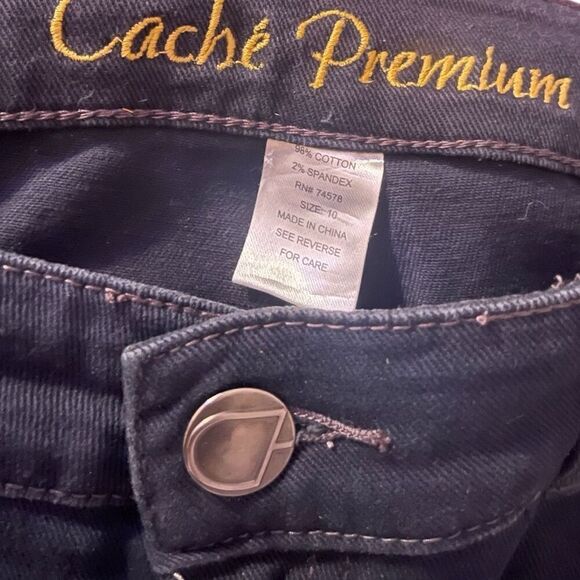 Caché Premium
98% COTTON
2% SPANDEX
RN# 74578
SIZE: 10
MADE IN CHINA
SEE REVERSE
FOR CARE